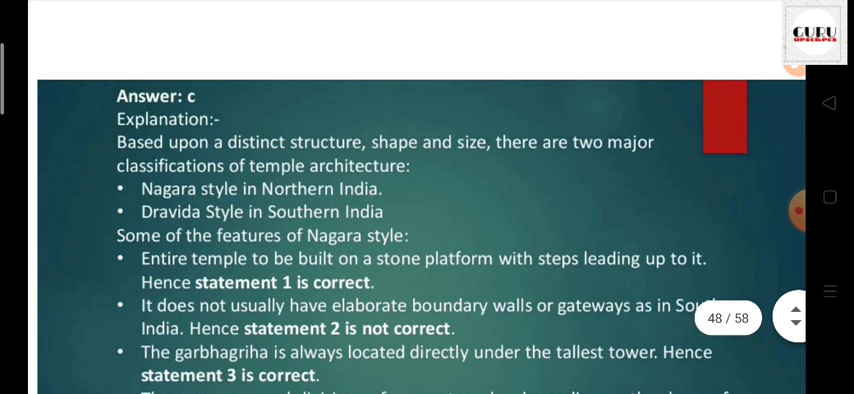 GURU
UPSC&PCS
Answer: c
Explanation:-
Based upon a distinct structure, shape and size, there are two major
classifications of temple architecture:
• Nagara style in Northern India.
• Dravida Style in Southern India
Some of the features of Nagara style:
• Entire temple to be built on a stone platform with steps leading up to it.
Hence statement 1 is correct.
• It does not usually have elaborate boundary walls or gateways as in
India. Hence statement 2 is not correct.
48 / 58
• The garbhagriha is always located directly under the tallest tower. Hence
statement 3 is correct.